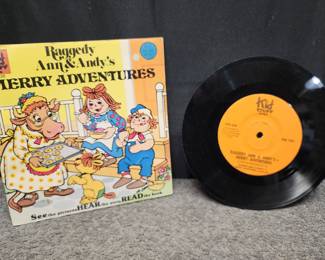 Raggedy
Ann & Andy's
MERRY ADVENTURES
See the pictures HEAR the story READ the book
Kid
Stuff
RAGGEDY ANN & ANDY'S
MERRY ADVENTURES